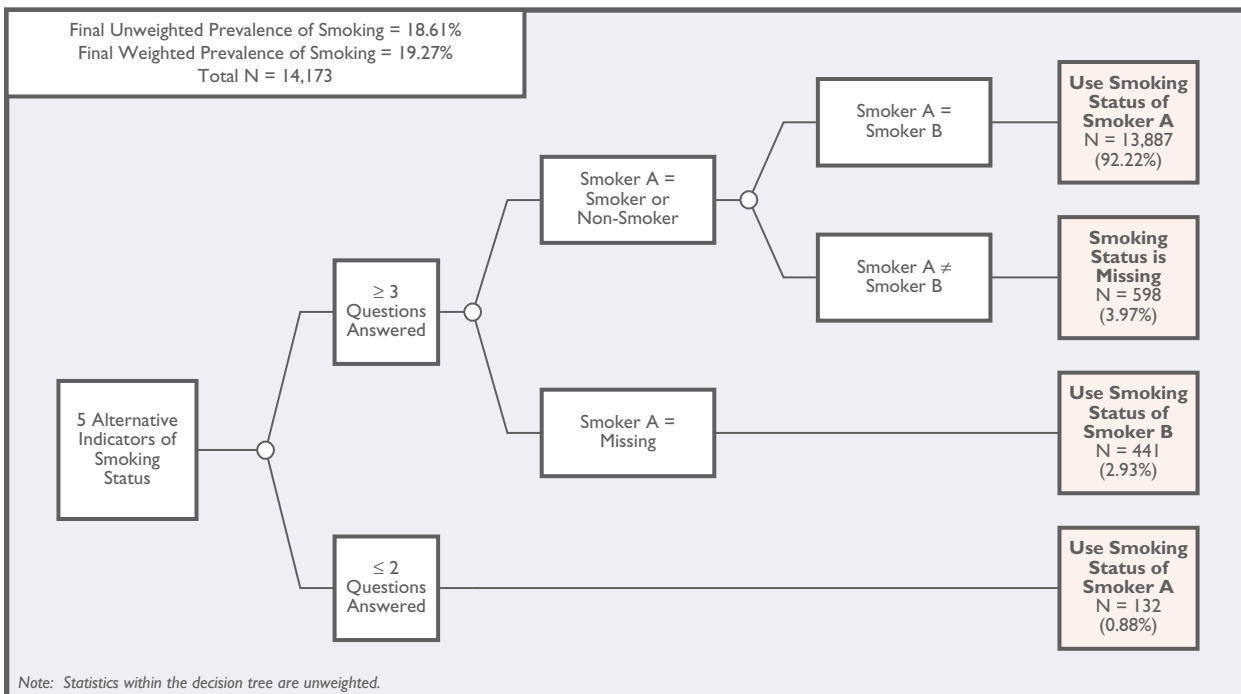 Final Unweighted Prevalence of Smoking = 18.61%
Final Weighted Prevalence of Smoking = 19.27%
Total N = 14,173
5 Alternative
Indicators of
Smoking
Status
≥ 3
Questions
Answered
≤ 2
Questions
Answered
Smoker A =
Smoker or
Non-Smoker
Smoker A =
Missing
Smoker A =
Smoker B
Smoker A ≠
Smoker B
Use Smoking
Status of
Smoker A
N = 13,887
(92.22%)
Smoking
Status is
Missing
N = 598
(3.97%)
Use Smoking
Status of
Smoker B
N = 441
(2.93%)
Use Smoking
Status of
Smoker A
N = 132
(0.88%)
Note: Statistics within the decision tree are unweighted.